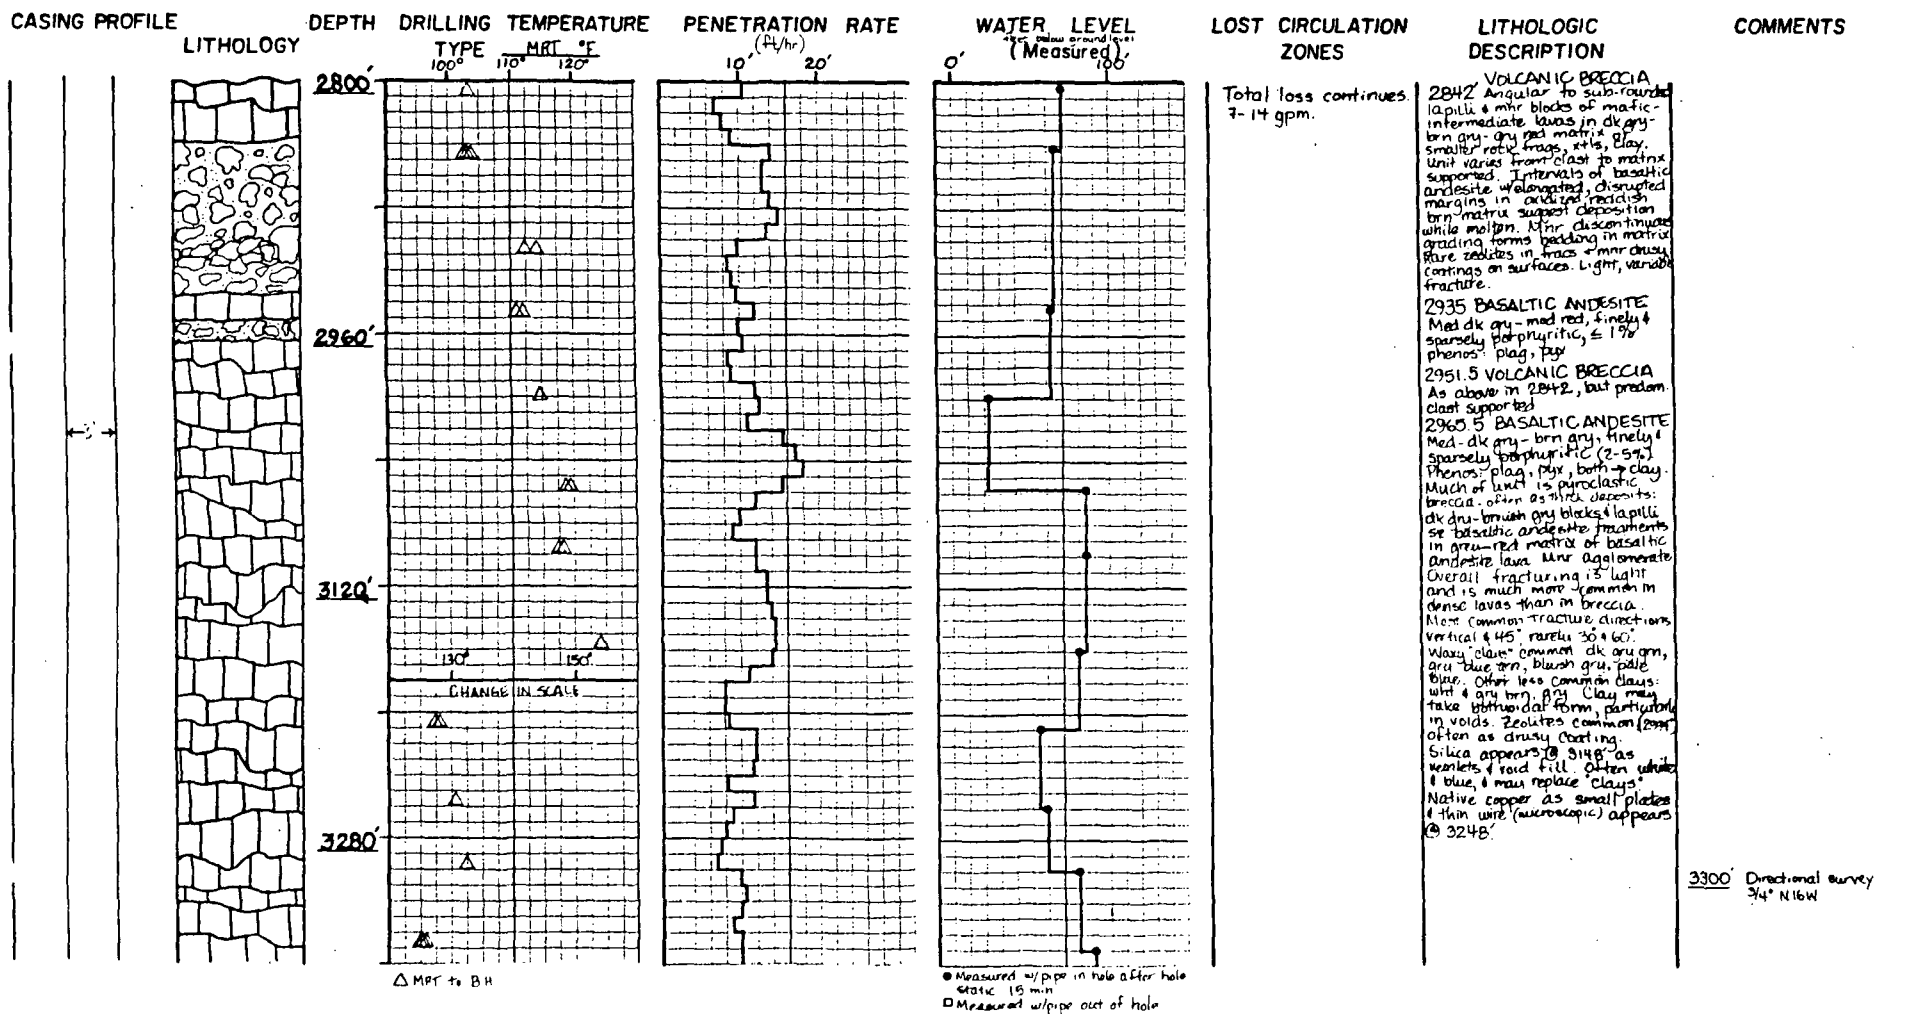 CASING PROFILE
LITHOLOGY
DEPTH
DRILLING TEMPERATURE
TYPE MRT °F
100° 110° 120°
PENETRATION RATE
(ft/hr)
10' 20'
WATER LEVEL
feet below ground level
(Measured)
0' 100'
LOST CIRCULATION
ZONES
LITHOLOGIC
DESCRIPTION
COMMENTS
2800'
2960'
3120'
3280'
3"
130° 150°
CHANGE IN SCALE
△ MRT to BH
● Measured w/pipe in hole after hole
static 15 min
□ Measured w/pipe out of hole
Total loss continues.
7-14 gpm.
VOLCANIC BRECCIA
2842' Angular to sub-rounded
lapilli & mnr blocks of mafic-
intermediate lavas in dk gry-
brn gry-gry red matrix of
smaller rock frags, xtls, clay.
Unit varies from clast to matrix
supported. Intervals of basaltic
andesite w/elongated, disrupted
margins in oxidized reddish
brn matrix suggest deposition
while molten. Mnr discontinuous
grading forms bedding in matrix
Rare zeolites in fracs & mnr drusy
coatings on surfaces. Light, variable
fracture.
2935 BASALTIC ANDESITE
Med dk gry-med red, finely &
sparsely porphyritic, ≤ 1%
phenos: plag, pyx
2951.5 VOLCANIC BRECCIA
As above in 2842, but predom.
clast supported
2965.5 BASALTIC ANDESITE
Med-dk gry-brn gry, finely &
sparsely porphyritic (2-5%)
Phenos: plag, pyx, both → clay.
Much of unit is pyroclastic
breccia. often as thick deposits:
dk gry-brnish gry blocks & lapilli
basaltic andesite fragments
in matrix of basaltic
andesite lava Mnr agglomerate
Overall fracturing is light
and is much more common in
dense lavas than in breccia.
Most common fracture directions
vertical & 45° rarely 30 & 60°.
Waxy "clays" common dk gry grn,
gry blue grn, bluish gry, pale
blue. Other less common clays:
wht & gry brn, gry Clay may
take botryoidal form, particularly
in voids. Zeolites common
often as drusy coating.
Silica appears @ 3148' as
veinlets & void fill. Often white
& blue, & may replace "clays".
Native copper as small plates
& thin wire (microscopic) appears
@ 3248'.
3300' Directional survey
3/4° N16W